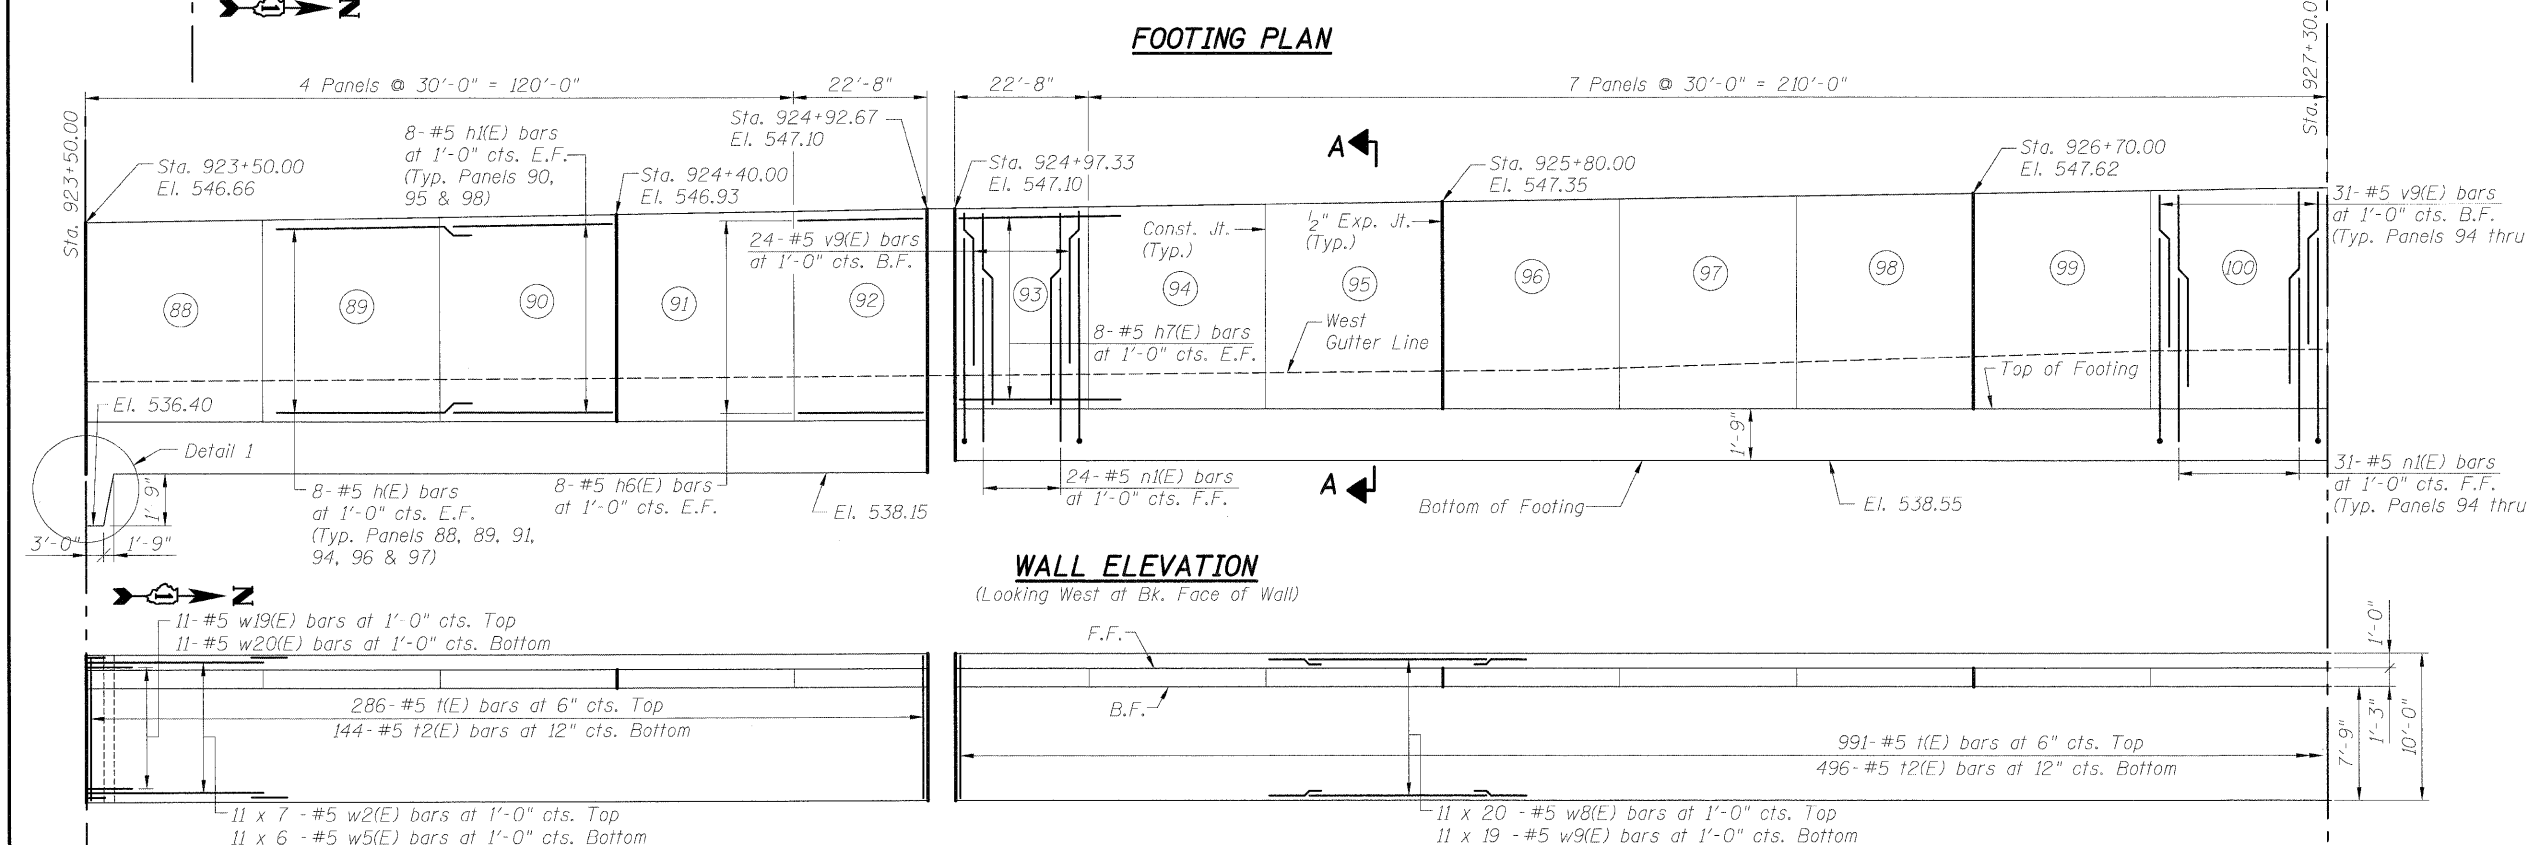 N
FOOTING PLAN
4 Panels @ 30'-0" = 120'-0"
22'-8"
22'-8"
7 Panels @ 30'-0" = 210'-0"
Sta. 923+50.00
Sta. 927+30.0
Sta. 923+50.00
El. 546.66
8-#5 h1(E) bars
at 1'-0" cts. E.F.
(Typ. Panels 90,
95 & 98)
Sta. 924+40.00
El. 546.93
Sta. 924+92.67
El. 547.10
Sta. 924+97.33
El. 547.10
A
Sta. 925+80.00
El. 547.35
Sta. 926+70.00
El. 547.62
24-#5 v9(E) bars
at 1'-0" cts. B.F.
Const. Jt.
(Typ.)
1/2" Exp. Jt.
(Typ.)
31-#5 v9(E) bars
at 1'-0" cts. B.F.
(Typ. Panels 94 thru
88
89
90
91
92
93
94
95
96
97
98
99
100
8-#5 h7(E) bars
at 1'-0" cts. E.F.
West
Gutter Line
Top of Footing
El. 536.40
Detail 1
1'-9"
3'-0"
1'-9"
8-#5 h(E) bars
at 1'-0" cts. E.F.
(Typ. Panels 88, 89, 91,
94, 96 & 97)
8-#5 h6(E) bars
at 1'-0" cts. E.F.
El. 538.15
24-#5 n1(E) bars
at 1'-0" cts. F.F.
A
1'-9"
Bottom of Footing
El. 538.55
31-#5 n1(E) bars
at 1'-0" cts. F.F.
(Typ. Panels 94 thru
WALL ELEVATION
(Looking West at Bk. Face of Wall)
N
11-#5 w19(E) bars at 1'-0" cts. Top
11-#5 w20(E) bars at 1'-0" cts. Bottom
F.F.
B.F.
286-#5 t(E) bars at 6" cts. Top
144-#5 t2(E) bars at 12" cts. Bottom
991-#5 t(E) bars at 6" cts. Top
496-#5 t2(E) bars at 12" cts. Bottom
1'-0"
7'-9"
1'-3"
10'-0"
11 x 7 -#5 w2(E) bars at 1'-0" cts. Top
11 x 6 -#5 w5(E) bars at 1'-0" cts. Bottom
11 x 20 -#5 w8(E) bars at 1'-0" cts. Top
11 x 19 -#5 w9(E) bars at 1'-0" cts. Bottom